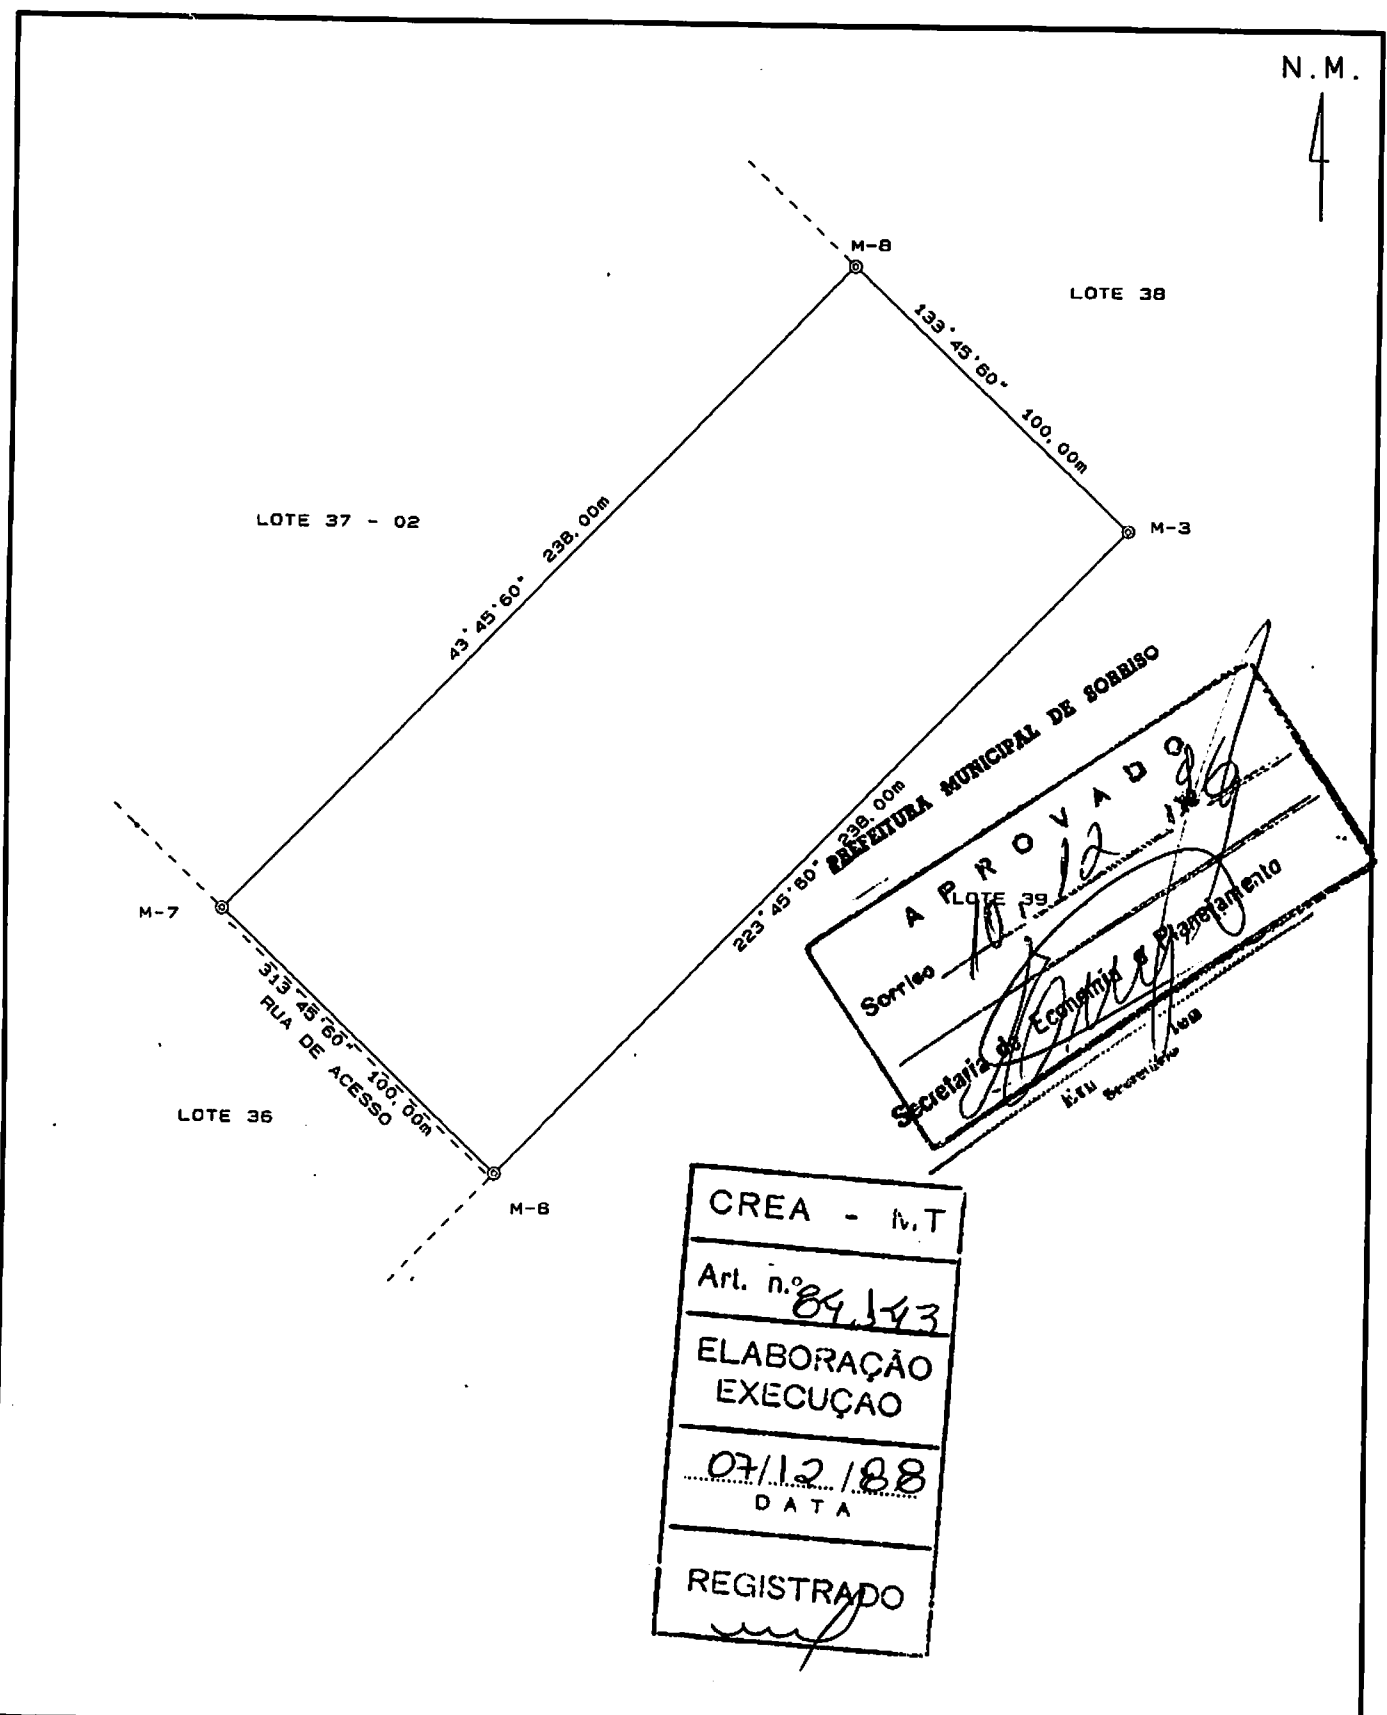 N.M.
M-8
LOTE 38
133°45'60" 100,00m
M-3
LOTE 37 - 02
43°45'60" 238,00m
223°45'60" 238,00m
M-7
313°45'60" 100,00m
RUA DE ACESSO
LOTE 36
M-6
LOTE 39
PREFEITURA MUNICIPAL DE SORRISO
APROVADO
Sorriso 10 12
Secretaria de Economia e Planejamento
CREA - MT
Art. n.º 84.143
ELABORAÇÃO
EXECUÇAO
07/12/88
DATA
REGISTRADO